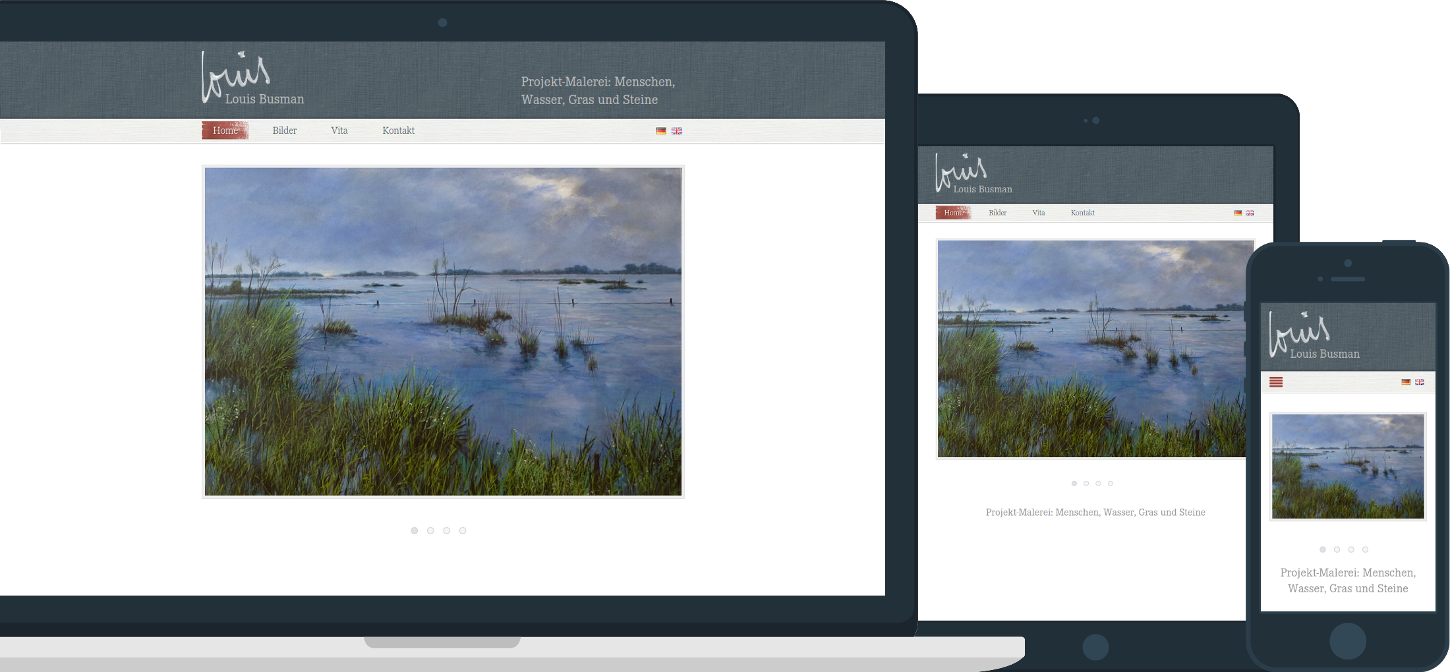 Louis
Louis Busman
Projekt-Malerei: Menschen,
Wasser, Gras und Steine
Home Bilder Vita Kontakt
Louis
Louis Busman
Home Bilder Vita Kontakt
Projekt-Malerei: Menschen, Wasser, Gras und Steine
Louis
Louis Busman
Projekt-Malerei: Menschen,
Wasser, Gras und Steine